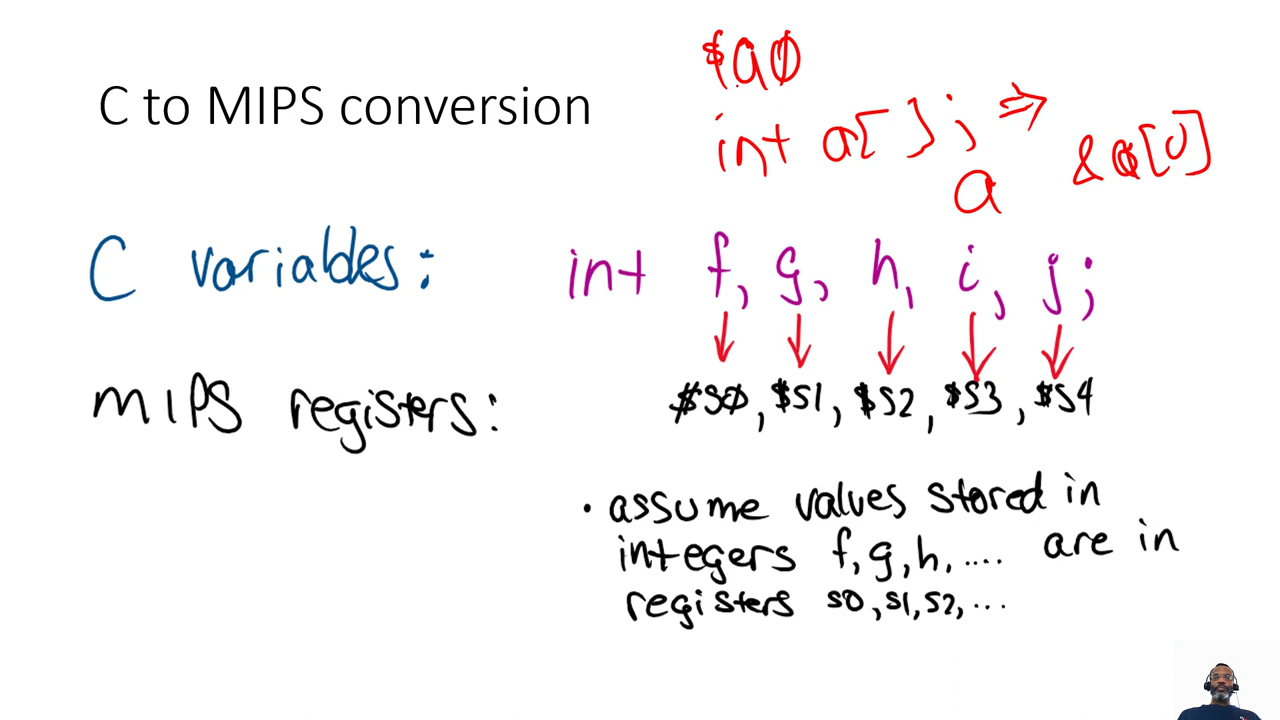 $a0
C to MIPS conversion
int a[ ]; ⇒ &a[0]
a
C variables: int f, g, h, i, j;
MIPS registers: $s0, $s1, $s2, $s3, $s4
• assume values stored in
integers f, g, h, .... are in
registers s0, s1, s2, ...